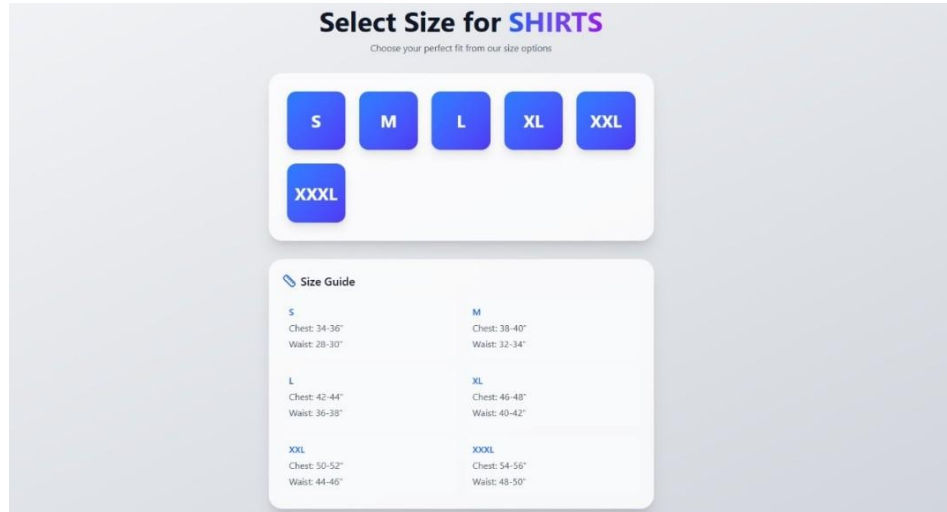 Select Size for SHIRTS
Choose your perfect fit from our size options
S M L XL XXL
XXXL
Size Guide
S
Chest: 34-36"
Waist: 28-30"
M
Chest: 38-40"
Waist: 32-34"
L
Chest: 42-44"
Waist: 36-38"
XL
Chest: 46-48"
Waist: 40-42"
XXL
Chest: 50-52"
Waist: 44-46"
XXXL
Chest: 54-56"
Waist: 48-50"